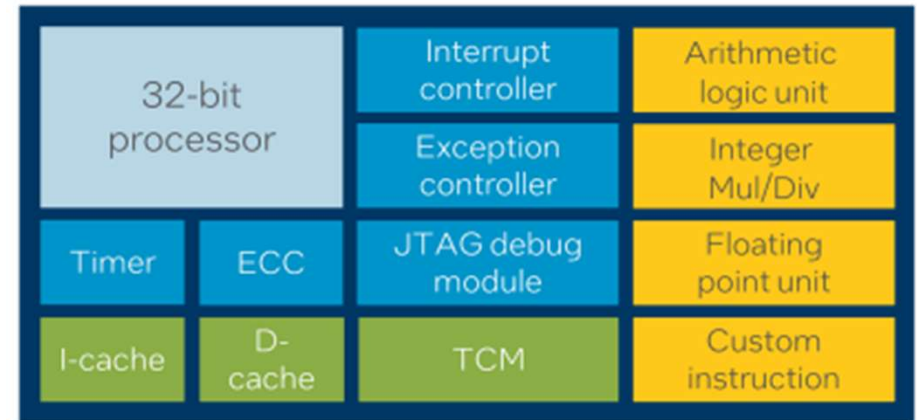 32-bit
processor
Interrupt
controller
Arithmetic
logic unit
Exception
controller
Integer
Mul/Div
Timer
ECC
JTAG debug
module
Floating
point unit
I-cache
D-
cache
TCM
Custom
instruction